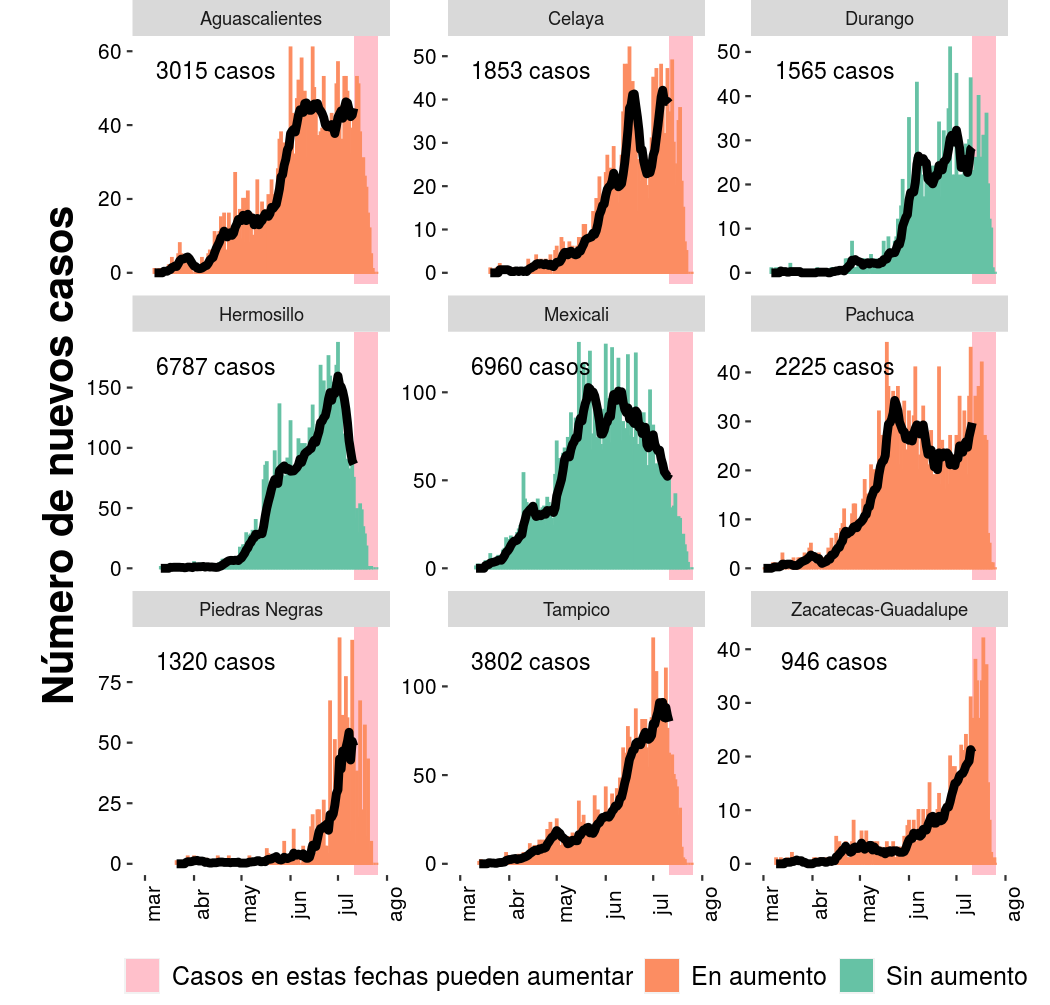 Aguascalientes
Celaya
Durango
3015 casos
1853 casos
1565 casos
60
40
20
0
50
40
30
20
10
0
50
40
30
20
10
0
Hermosillo
Mexicali
Pachuca
6787 casos
6960 casos
2225 casos
150
100
50
0
100
50
0
40
30
20
10
0
Piedras Negras
Tampico
Zacatecas-Guadalupe
1320 casos
3802 casos
946 casos
75
50
25
0
100
50
0
40
30
20
10
0
mar
abr
may
jun
jul
ago
mar
abr
may
jun
jul
ago
mar
abr
may
jun
jul
ago
Número de nuevos casos
Casos en estas fechas pueden aumentar
En aumento
Sin aumento